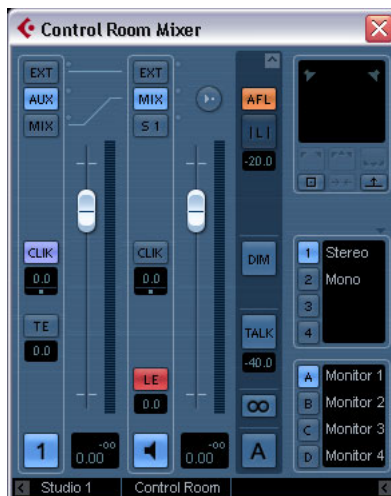 Control Room Mixer
EXT EXT
AUX MIX AFL
MIX S 1 | L |
-20.0
CLIK CLIK DIM
0.0 0.0
TE TALK
0.0 -40.0
LE
0.0
1 -oo 0.00 -oo 0.00 A
Studio 1 Control Room
1 Stereo
2 Mono
3
4
A Monitor 1
B Monitor 2
C Monitor 3
D Monitor 4